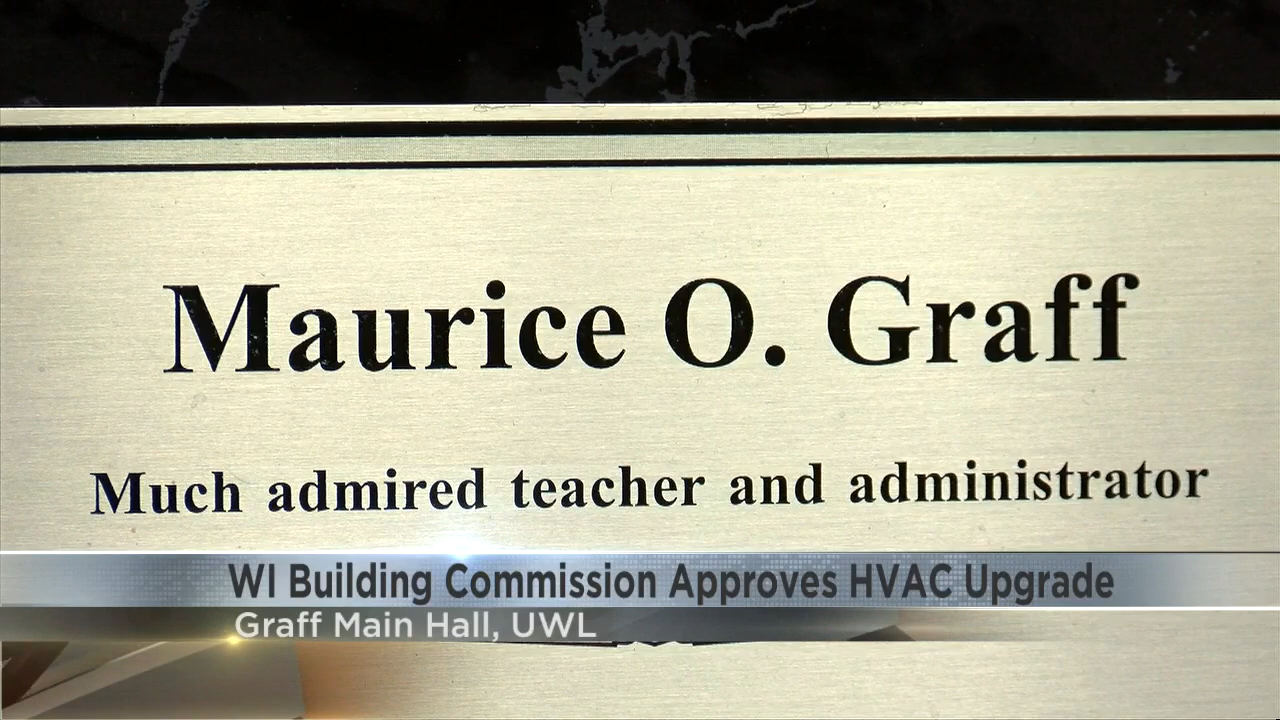 Maurice O. Graff
Much admired teacher and administrator
WI Building Commission Approves HVAC Upgrade
Graff Main Hall, UWL